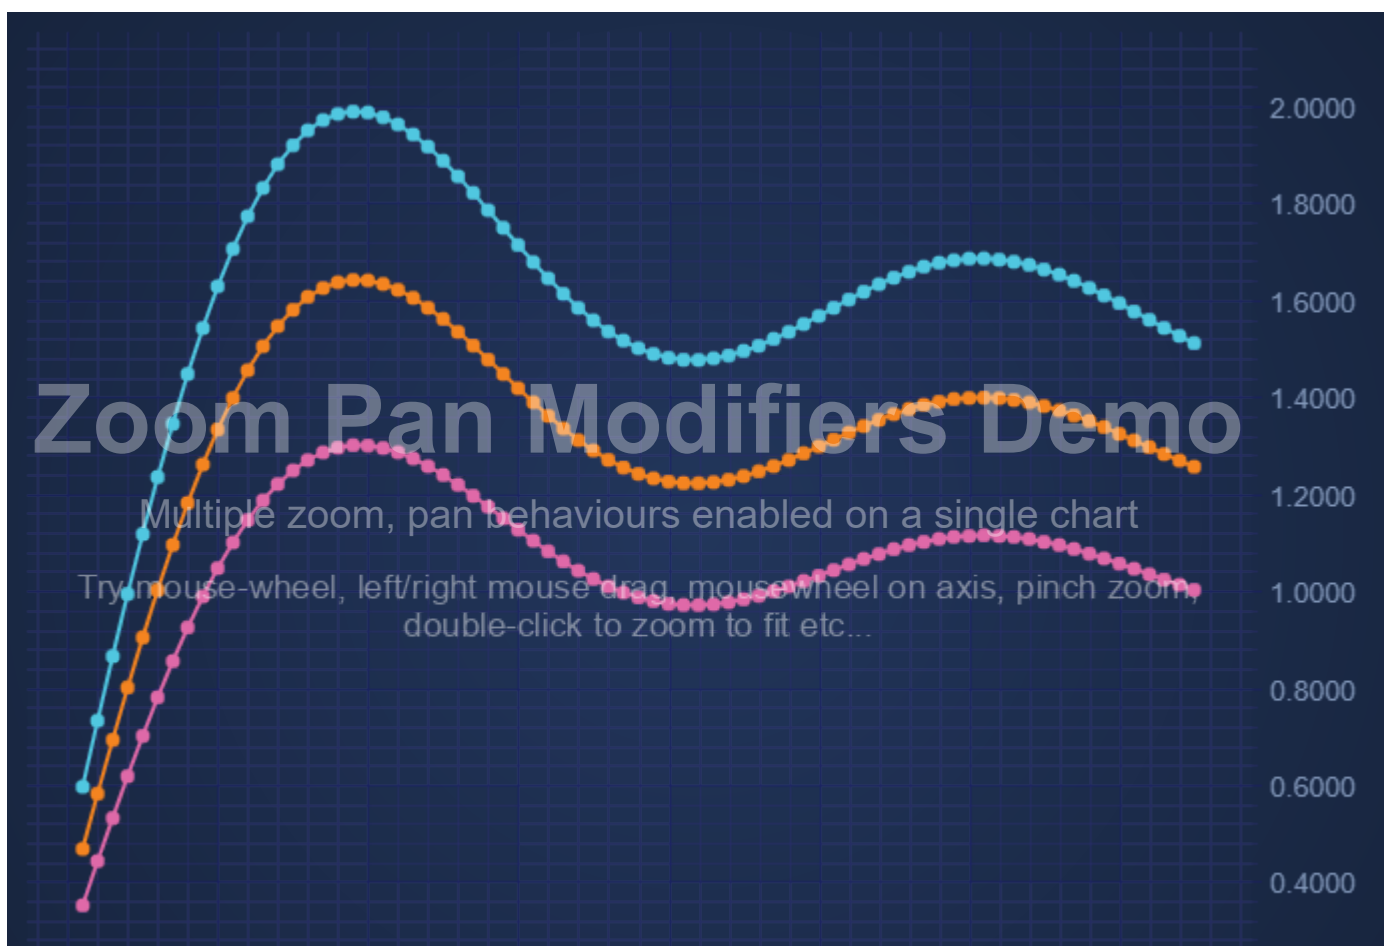 2.0000
1.8000
1.6000
1.4000
Zoom Pan Modifiers Demo
1.2000
Multiple zoom, pan behaviours enabled on a single chart
Try mouse-wheel, left/right mouse drag, mousewheel on axis, pinch zoom,
1.0000
double-click to zoom to fit etc...
0.8000
0.6000
0.4000